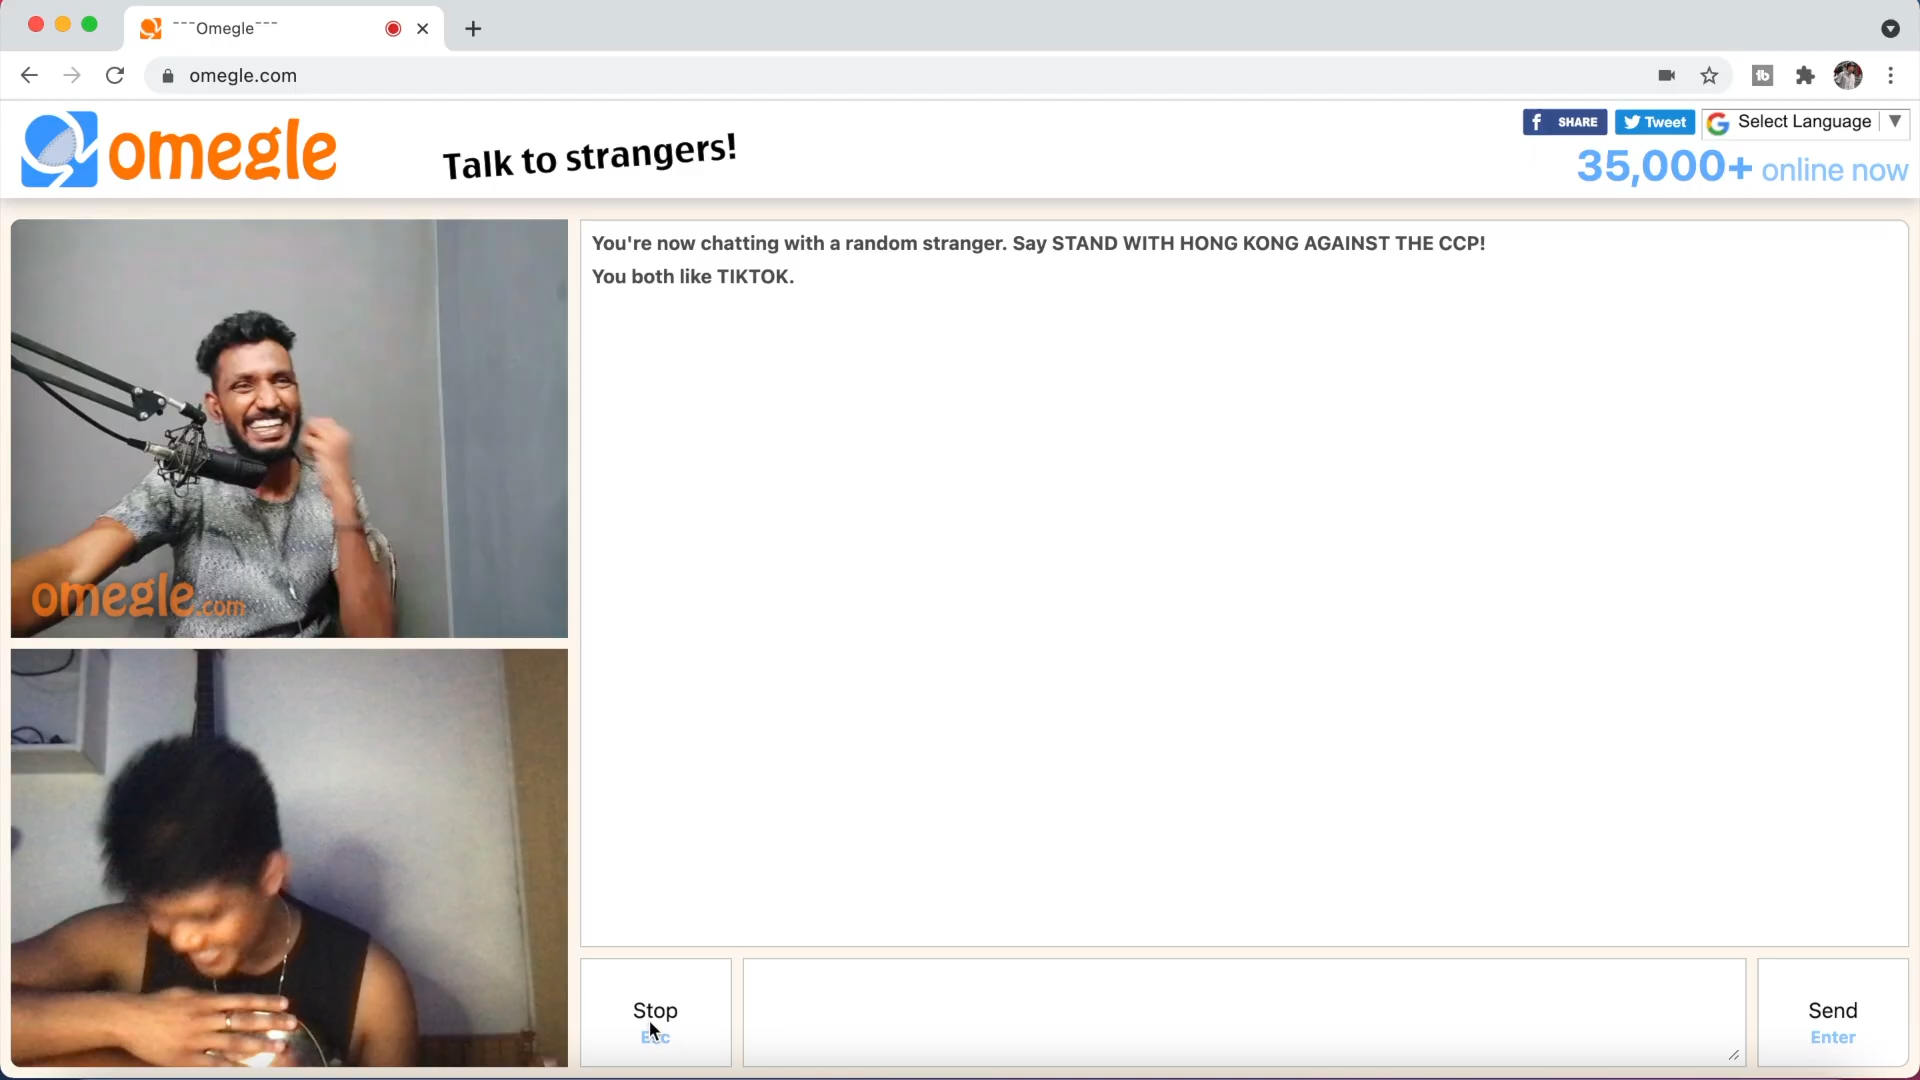 ---Omegle---
omegle.com
omegle
Talk to strangers!
SHARE
Tweet
Select Language
35,000+ online now
You're now chatting with a random stranger. Say STAND WITH HONG KONG AGAINST THE CCP!
You both like TIKTOK.
omegle.com
Stop
Esc
Send
Enter